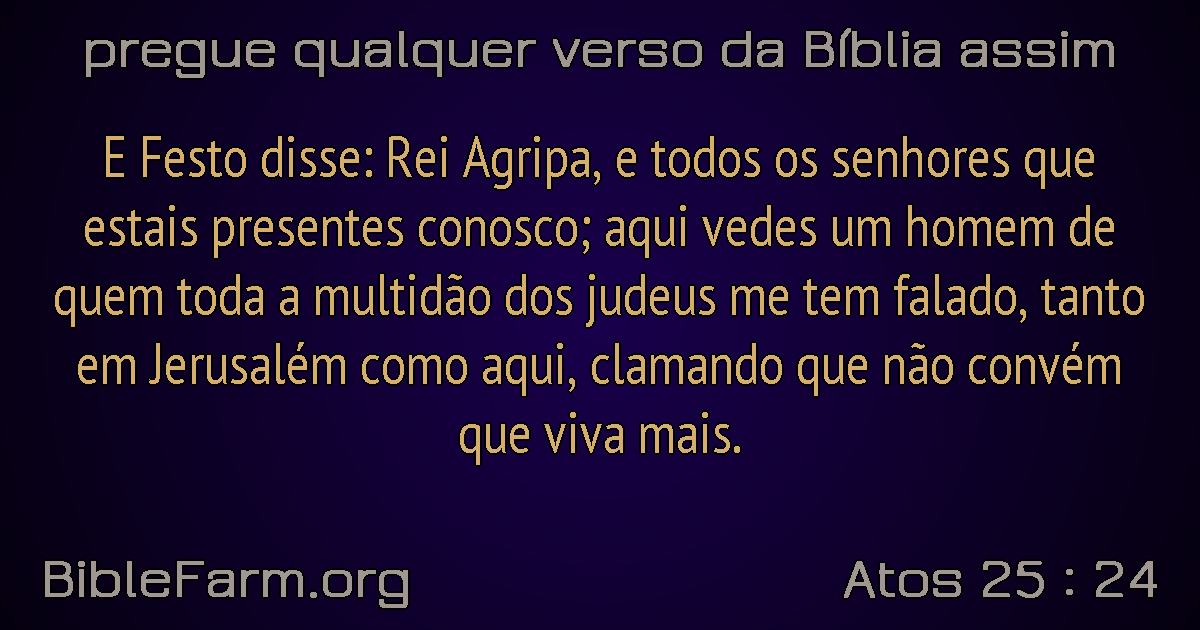 pregue qualquer verso da Bíblia assim
E Festo disse: Rei Agripa, e todos os senhores que
estais presentes conosco; aqui vedes um homem de
quem toda a multidão dos judeus me tem falado, tanto
em Jerusalém como aqui, clamando que não convém
que viva mais.
BibleFarm.org
Atos 25 : 24